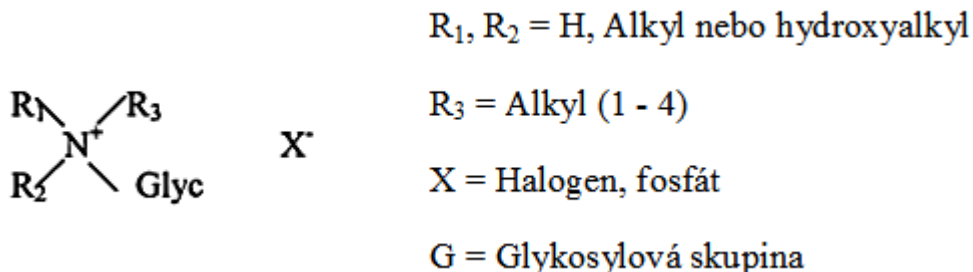 R₁, R₂ = H, Alkyl nebo hydroxyalkyl
R₁ R₃ R₃ = Alkyl (1 - 4)
N⁺ X⁻
R₂ Glyc X = Halogen, fosfát
G = Glykosylová skupina